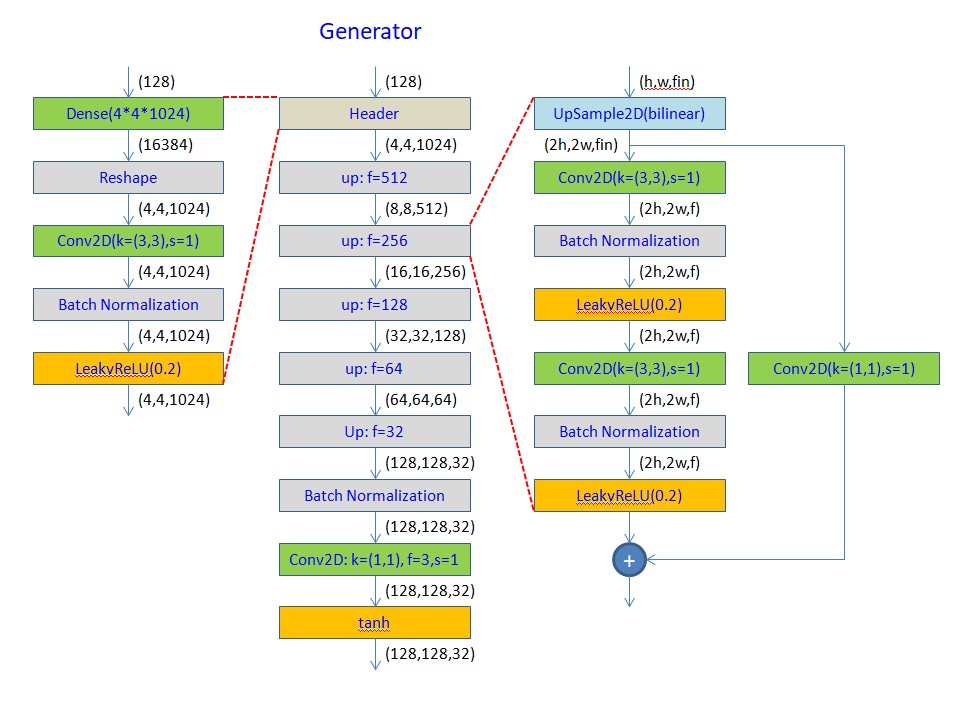 Generator
(128)
Dense(4*4*1024)
(16384)
Reshape
(4,4,1024)
Conv2D(k=(3,3),s=1)
(4,4,1024)
Batch Normalization
(4,4,1024)
LeakyReLU(0.2)
(4,4,1024)
(128)
Header
(4,4,1024)
up: f=512
(8,8,512)
up: f=256
(16,16,256)
up: f=128
(32,32,128)
up: f=64
(64,64,64)
Up: f=32
(128,128,32)
Batch Normalization
(128,128,32)
Conv2D: k=(1,1), f=3,s=1
(128,128,32)
tanh
(128,128,32)
(h,w,fin)
UpSample2D(bilinear)
(2h,2w,fin)
Conv2D(k=(3,3),s=1)
(2h,2w,f)
Batch Normalization
(2h,2w,f)
LeakyReLU(0.2)
(2h,2w,f)
Conv2D(k=(3,3),s=1)
(2h,2w,f)
Batch Normalization
(2h,2w,f)
LeakyReLU(0.2)
+
Conv2D(k=(1,1),s=1)